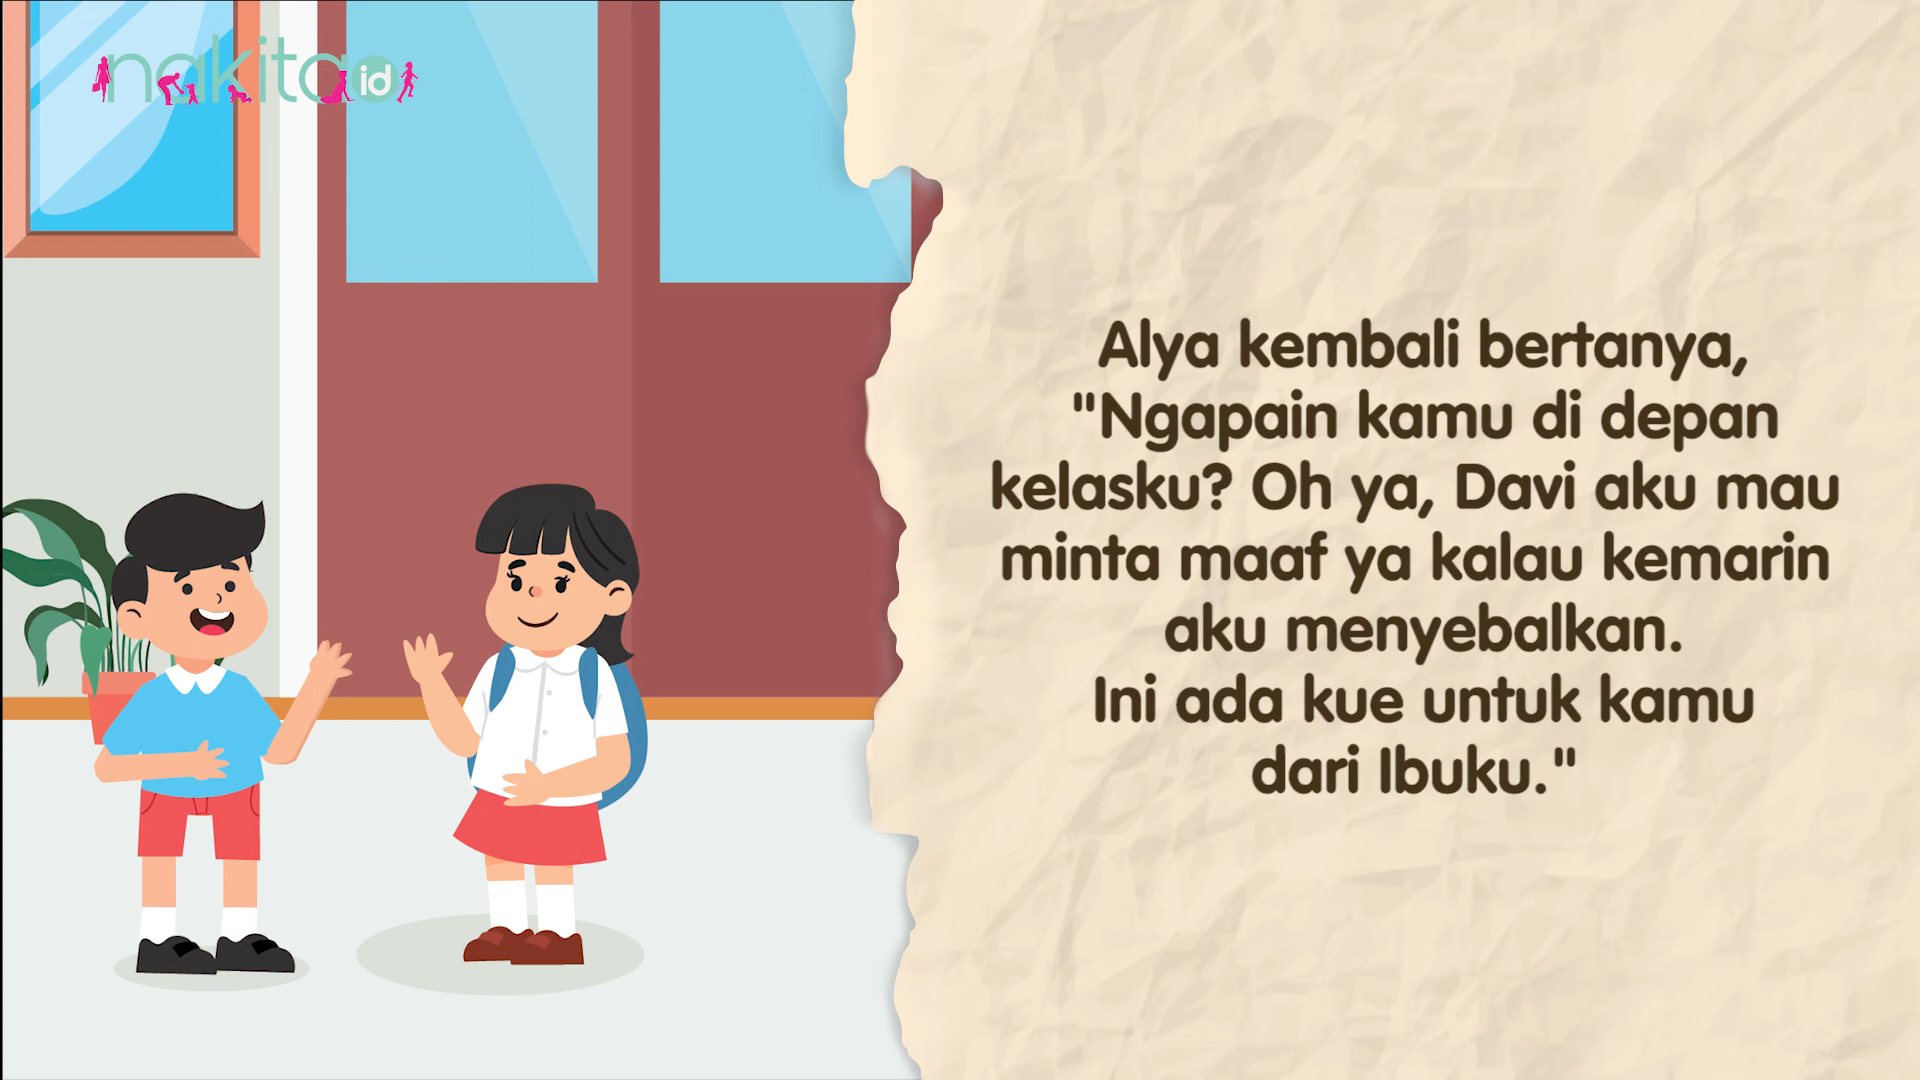 nakita.id
Alya kembali bertanya,
"Ngapain kamu di depan
kelasku? Oh ya, Davi aku mau
minta maaf ya kalau kemarin
aku menyebalkan.
Ini ada kue untuk kamu
dari Ibuku."